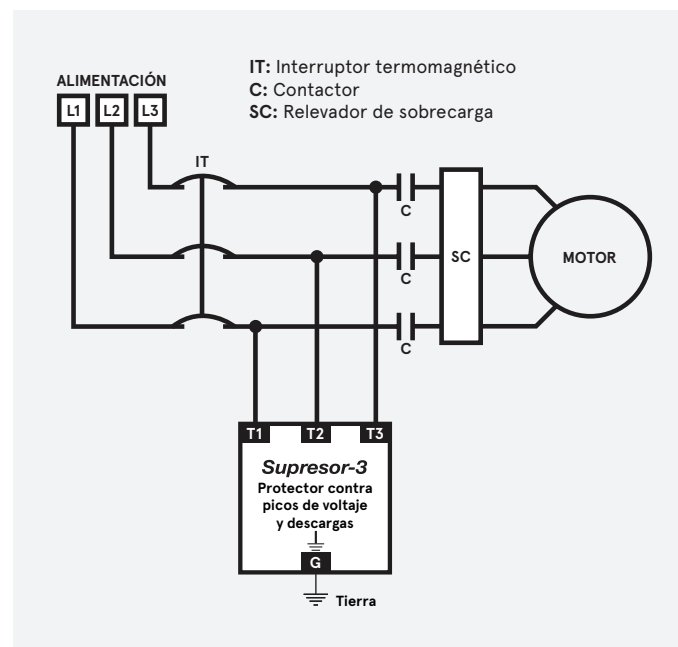 IT: Interruptor termomagnético
C: Contactor
SC: Relevador de sobrecarga
ALIMENTACIÓN
L1 L2 L3
IT
C
C
C
SC
MOTOR
T1 T2 T3
Supresor-3
Protector contra
picos de voltaje
y descargas
G
Tierra